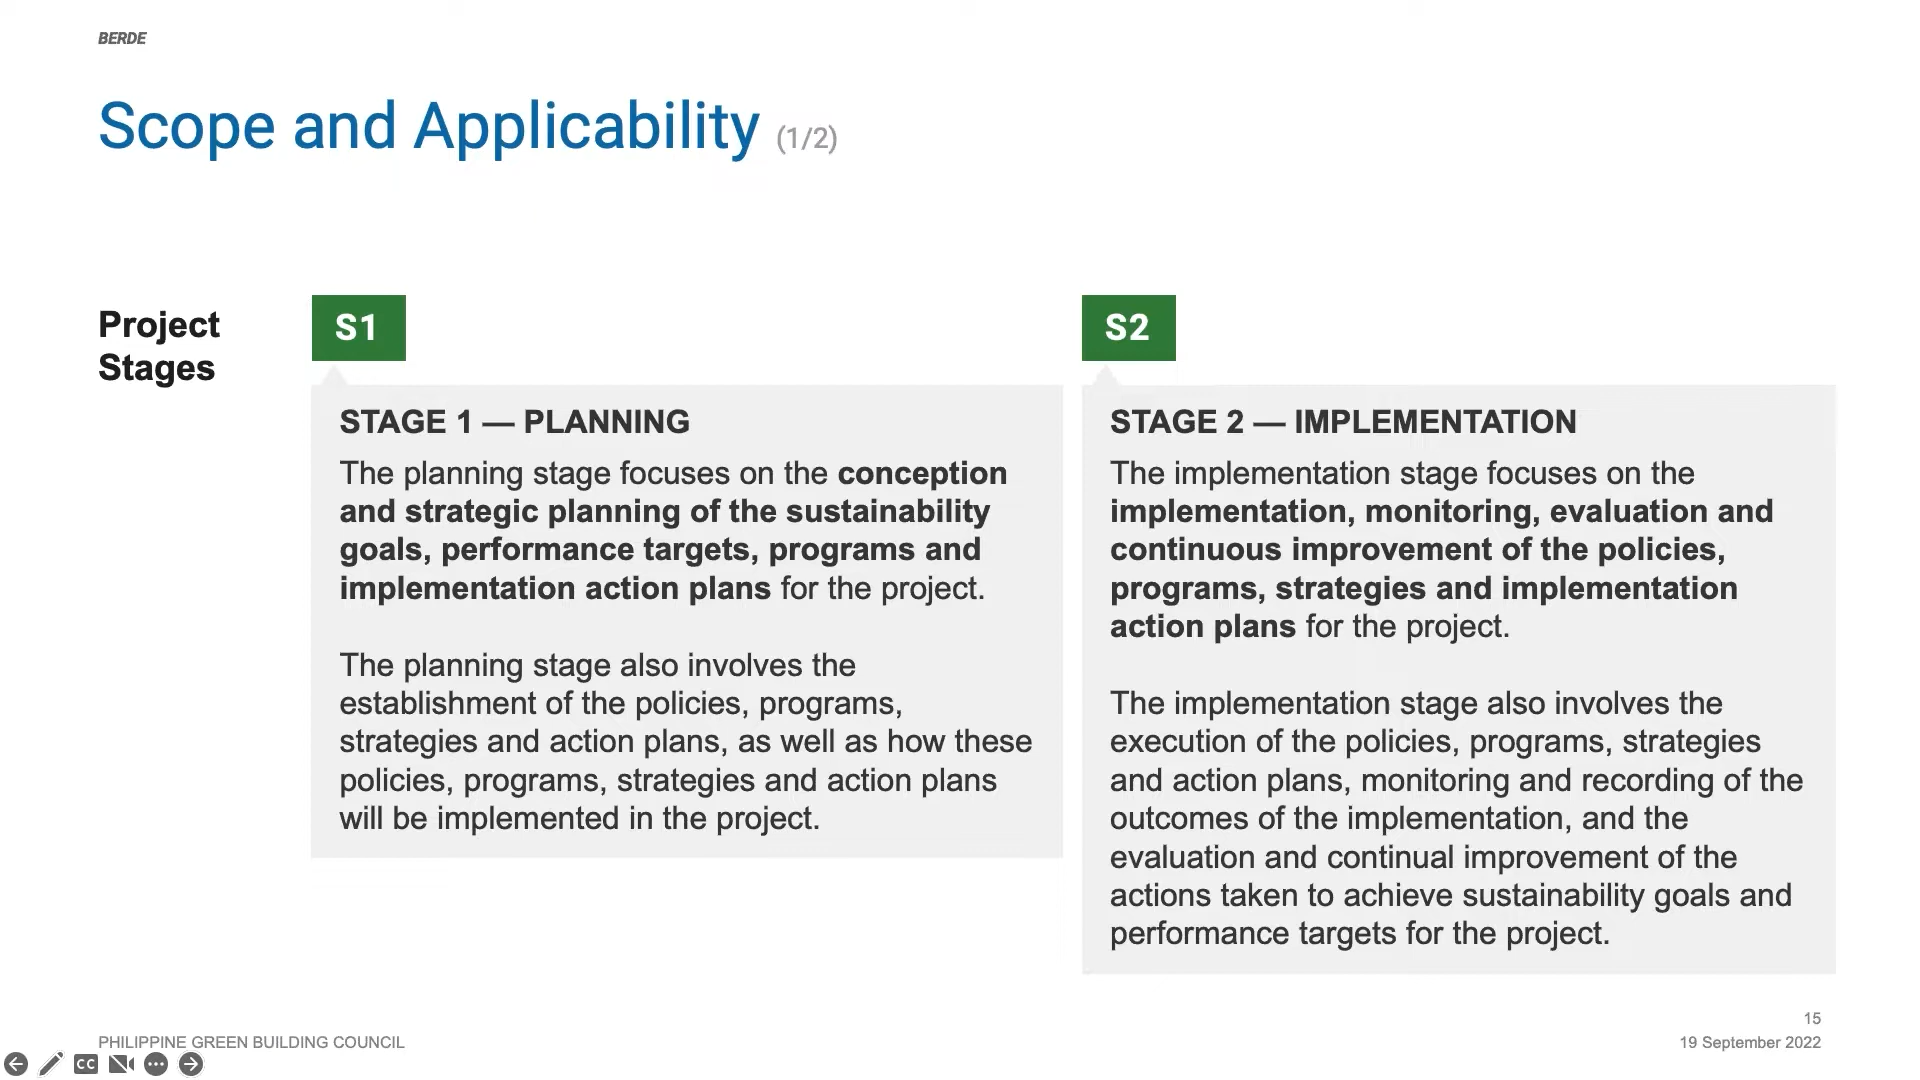 BERDE
Scope and Applicability (1/2)
Project
Stages
S1
STAGE 1 — PLANNING
The planning stage focuses on the conception
and strategic planning of the sustainability
goals, performance targets, programs and
implementation action plans for the project.
The planning stage also involves the
establishment of the policies, programs,
strategies and action plans, as well as how these
policies, programs, strategies and action plans
will be implemented in the project.
S2
STAGE 2 — IMPLEMENTATION
The implementation stage focuses on the
implementation, monitoring, evaluation and
continuous improvement of the policies,
programs, strategies and implementation
action plans for the project.
The implementation stage also involves the
execution of the policies, programs, strategies
and action plans, monitoring and recording of the
outcomes of the implementation, and the
evaluation and continual improvement of the
actions taken to achieve sustainability goals and
performance targets for the project.
PHILIPPINE GREEN BUILDING COUNCIL
15
19 September 2022
CC